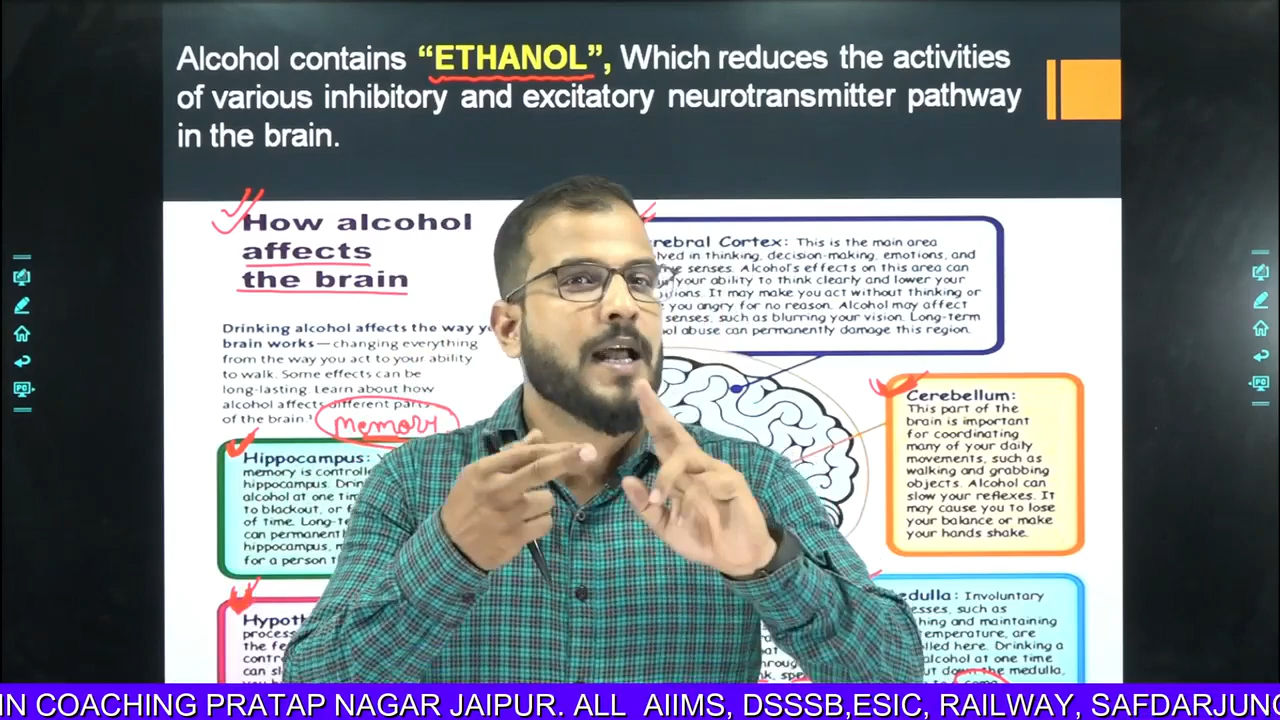 Alcohol contains “ETHANOL”, Which reduces the activities
of various inhibitory and excitatory neurotransmitter pathway
in the brain.
How alcohol
affects
the brain
Drinking alcohol affects the way
brain works—changing everything
from the way you act to your ability
to walk. Some effects can be
long-lasting. Learn about how
alcohol affects different parts
of the brain.¹
memory
Cortex: This is the main area
in thinking, decision-making, emotions, and
senses. Alcohol's effects on this area can
your ability to think clearly and lower your
It may make you act without thinking or
you angry for no reason. Alcohol may affect
senses, such as blurring your vision. Long-term
abuse can permanently damage this region.
Cerebellum:
This part of the
brain is important
for coordinating
many of your daily
movements, such as
walking and grabbing
objects. Alcohol can
slow your reflexes. It
may cause you to lose
your balance or make
your hands shake.
Hippocampus:
memory is controlled
hippocampus.
alcohol at one
to blackout, or
of time.
can
hippocampus,
for a person
Involuntary
such as
and maintaining
are
here. Drinking a
alcohol at one time
down the medulla,
coma
can
PC
PC
IN COACHING PRATAP NAGAR JAIPUR. ALL AIIMS, DSSSB,ESIC, RAILWAY,